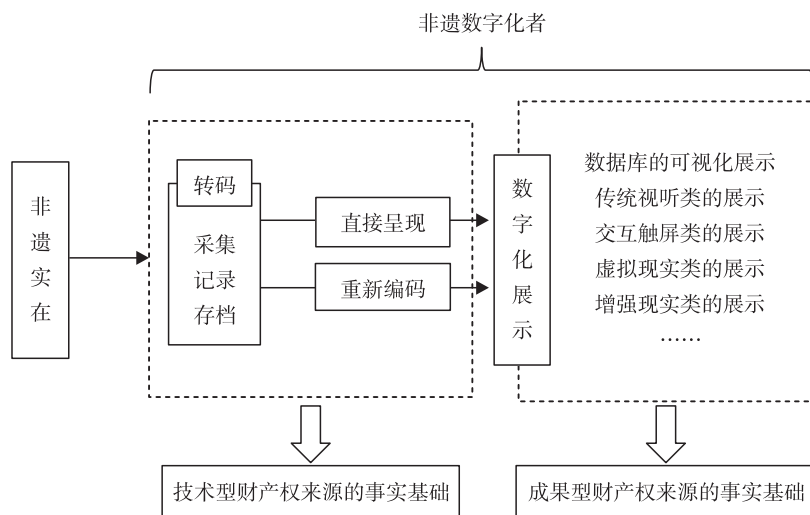 非遗数字化者
非遗实在
转码
采集
记录
存档
直接呈现
重新编码
数字化展示
数据库的可视化展示
传统视听类的展示
交互触屏类的展示
虚拟现实类的展示
增强现实类的展示
……
技术型财产权来源的事实基础
成果型财产权来源的事实基础